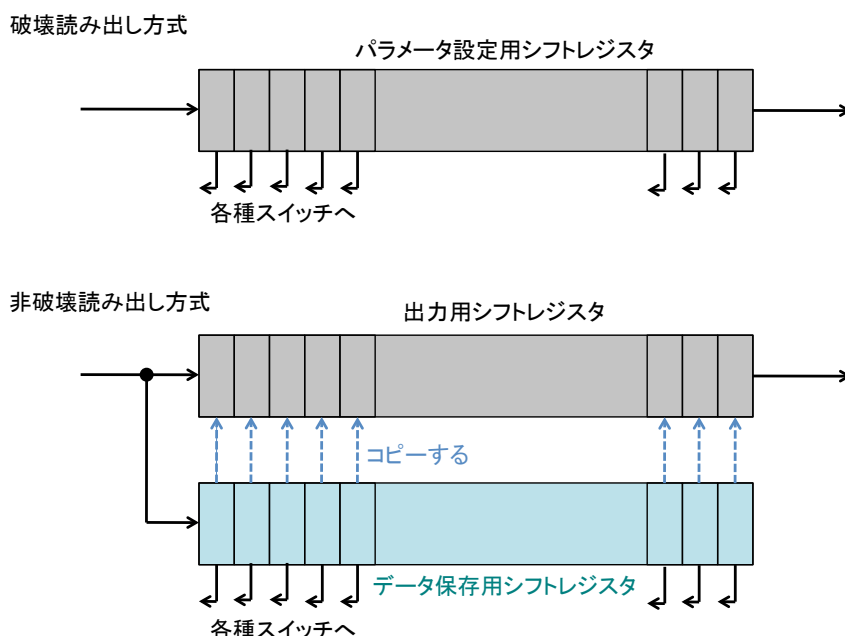 破壊読み出し方式
パラメータ設定用シフトレジスタ
各種スイッチへ
非破壊読み出し方式
出力用シフトレジスタ
コピーする
データ保存用シフトレジスタ
各種スイッチへ